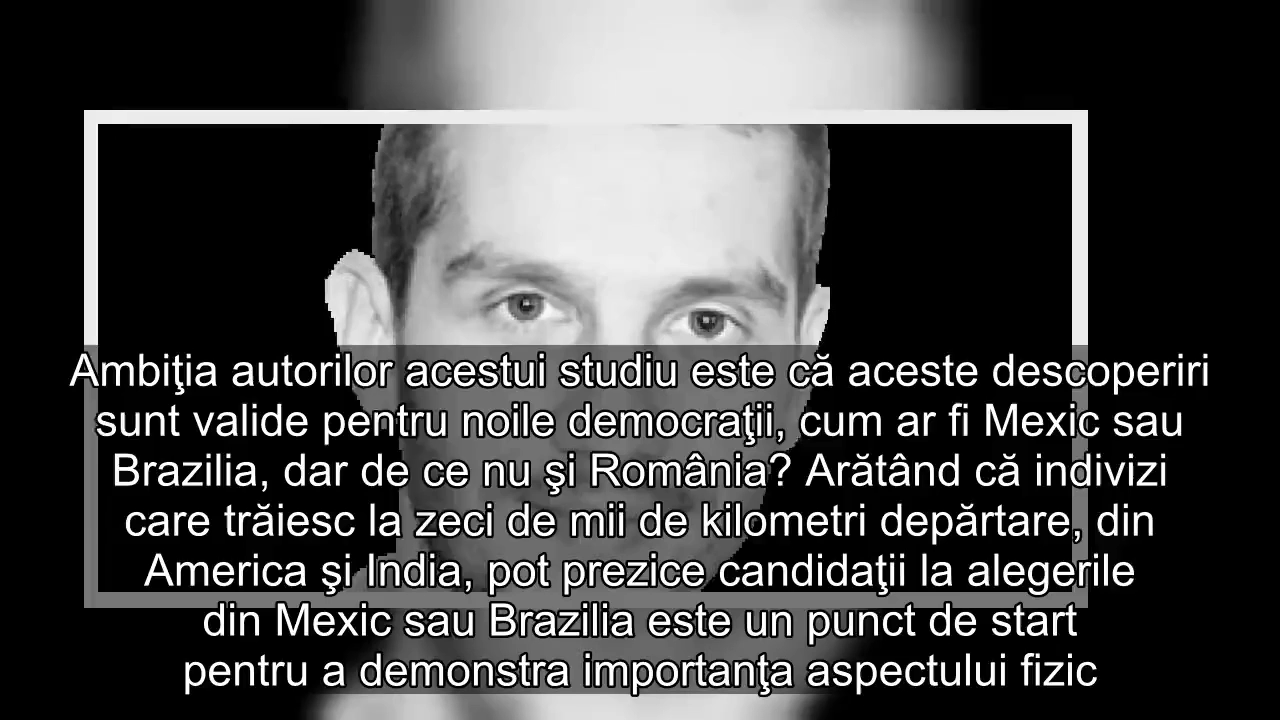 Ambiţia autorilor acestui studiu este că aceste descoperiri
sunt valide pentru noile democraţii, cum ar fi Mexic sau
Brazilia, dar de ce nu şi România? Arătând că indivizi
care trăiesc la zeci de mii de kilometri depărtare, din
America şi India, pot prezice candidaţii la alegerile
din Mexic sau Brazilia este un punct de start
pentru a demonstra importanţa aspectului fizic